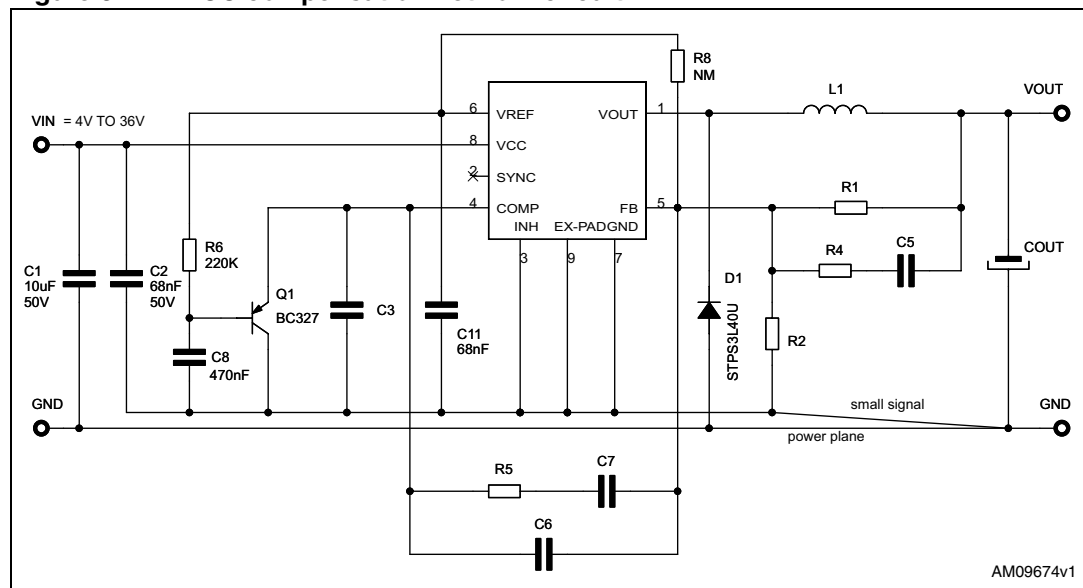 R8
NM
L1
VOUT
VIN = 4V TO 36V
6
VREF
VOUT
1
8
VCC
2
SYNC
4
COMP
FB
5
INH
EX-PAD
GND
3
9
7
R1
R6
220K
R4
C5
COUT
C1
10uF
50V
C2
68nF
50V
Q1
BC327
C3
C11
68nF
D1
STPS3L40U
R2
C8
470nF
GND
small signal
GND
power plane
R5
C7
C6
AM09674v1